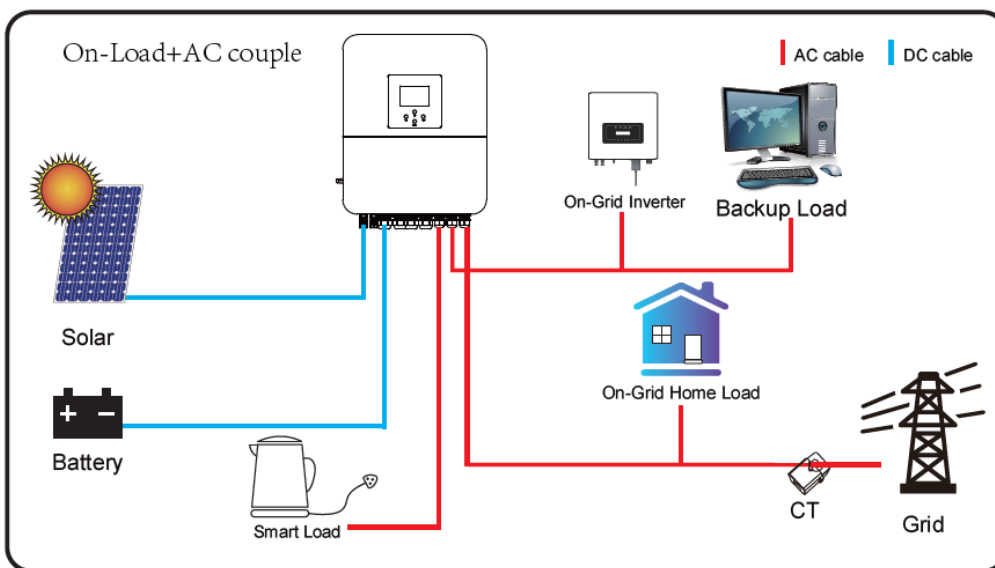 On-Load+AC couple
AC cable
DC cable
On-Grid Inverter
Backup Load
Solar
On-Grid Home Load
Battery
Smart Load
CT
Grid